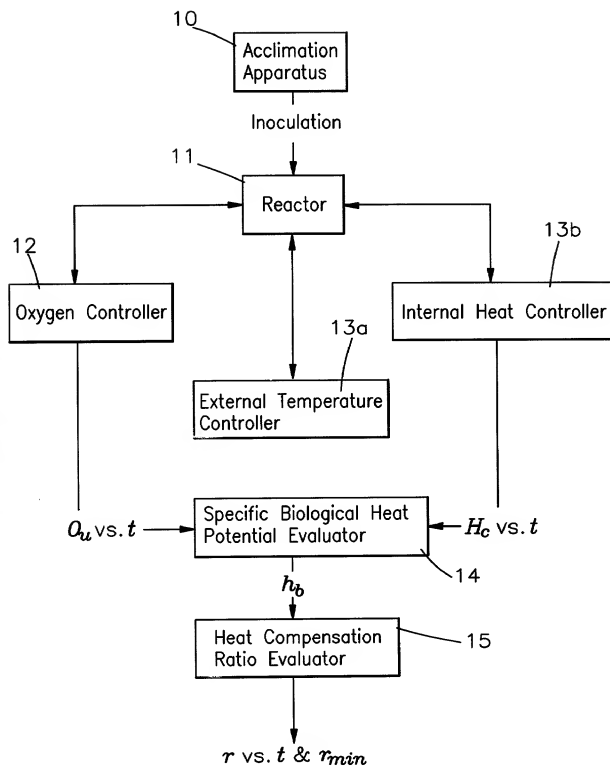 10
Acclimation
Apparatus
Inoculation
11
Reactor
12
13b
Oxygen Controller
Internal Heat Controller
13a
External Temperature
Controller
O_u vs. t
Specific Biological Heat
Potential Evaluator
H_c vs. t
14
h_b
Heat Compensation
Ratio Evaluator
15
r vs. t & r_min